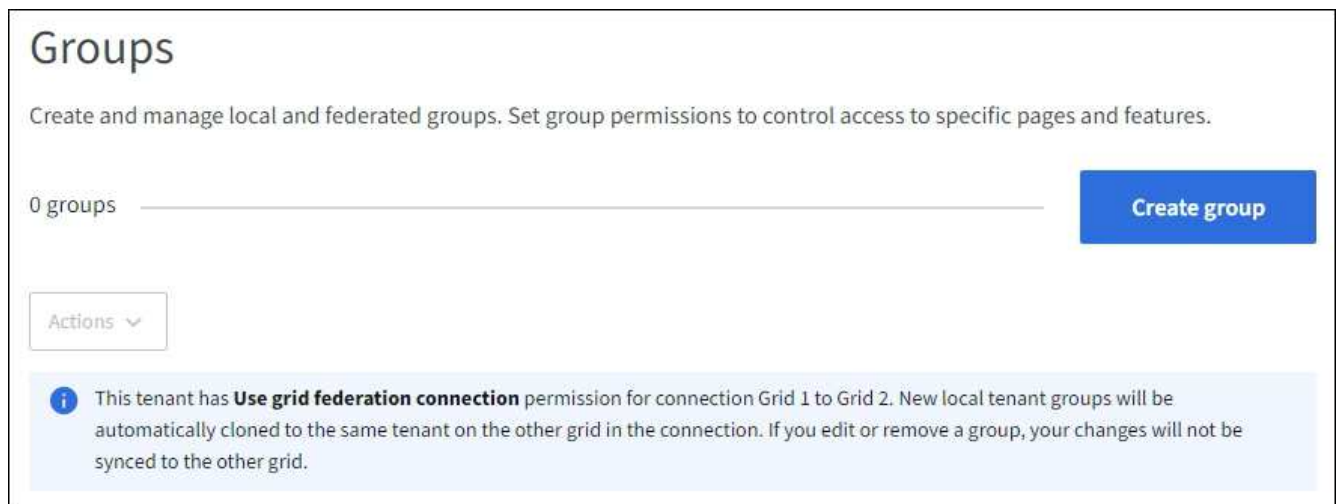 Groups
Create and manage local and federated groups. Set group permissions to control access to specific pages and features.
0 groups
Create group
Actions
This tenant has Use grid federation connection permission for connection Grid 1 to Grid 2. New local tenant groups will be
automatically cloned to the same tenant on the other grid in the connection. If you edit or remove a group, your changes will not be
synced to the other grid.